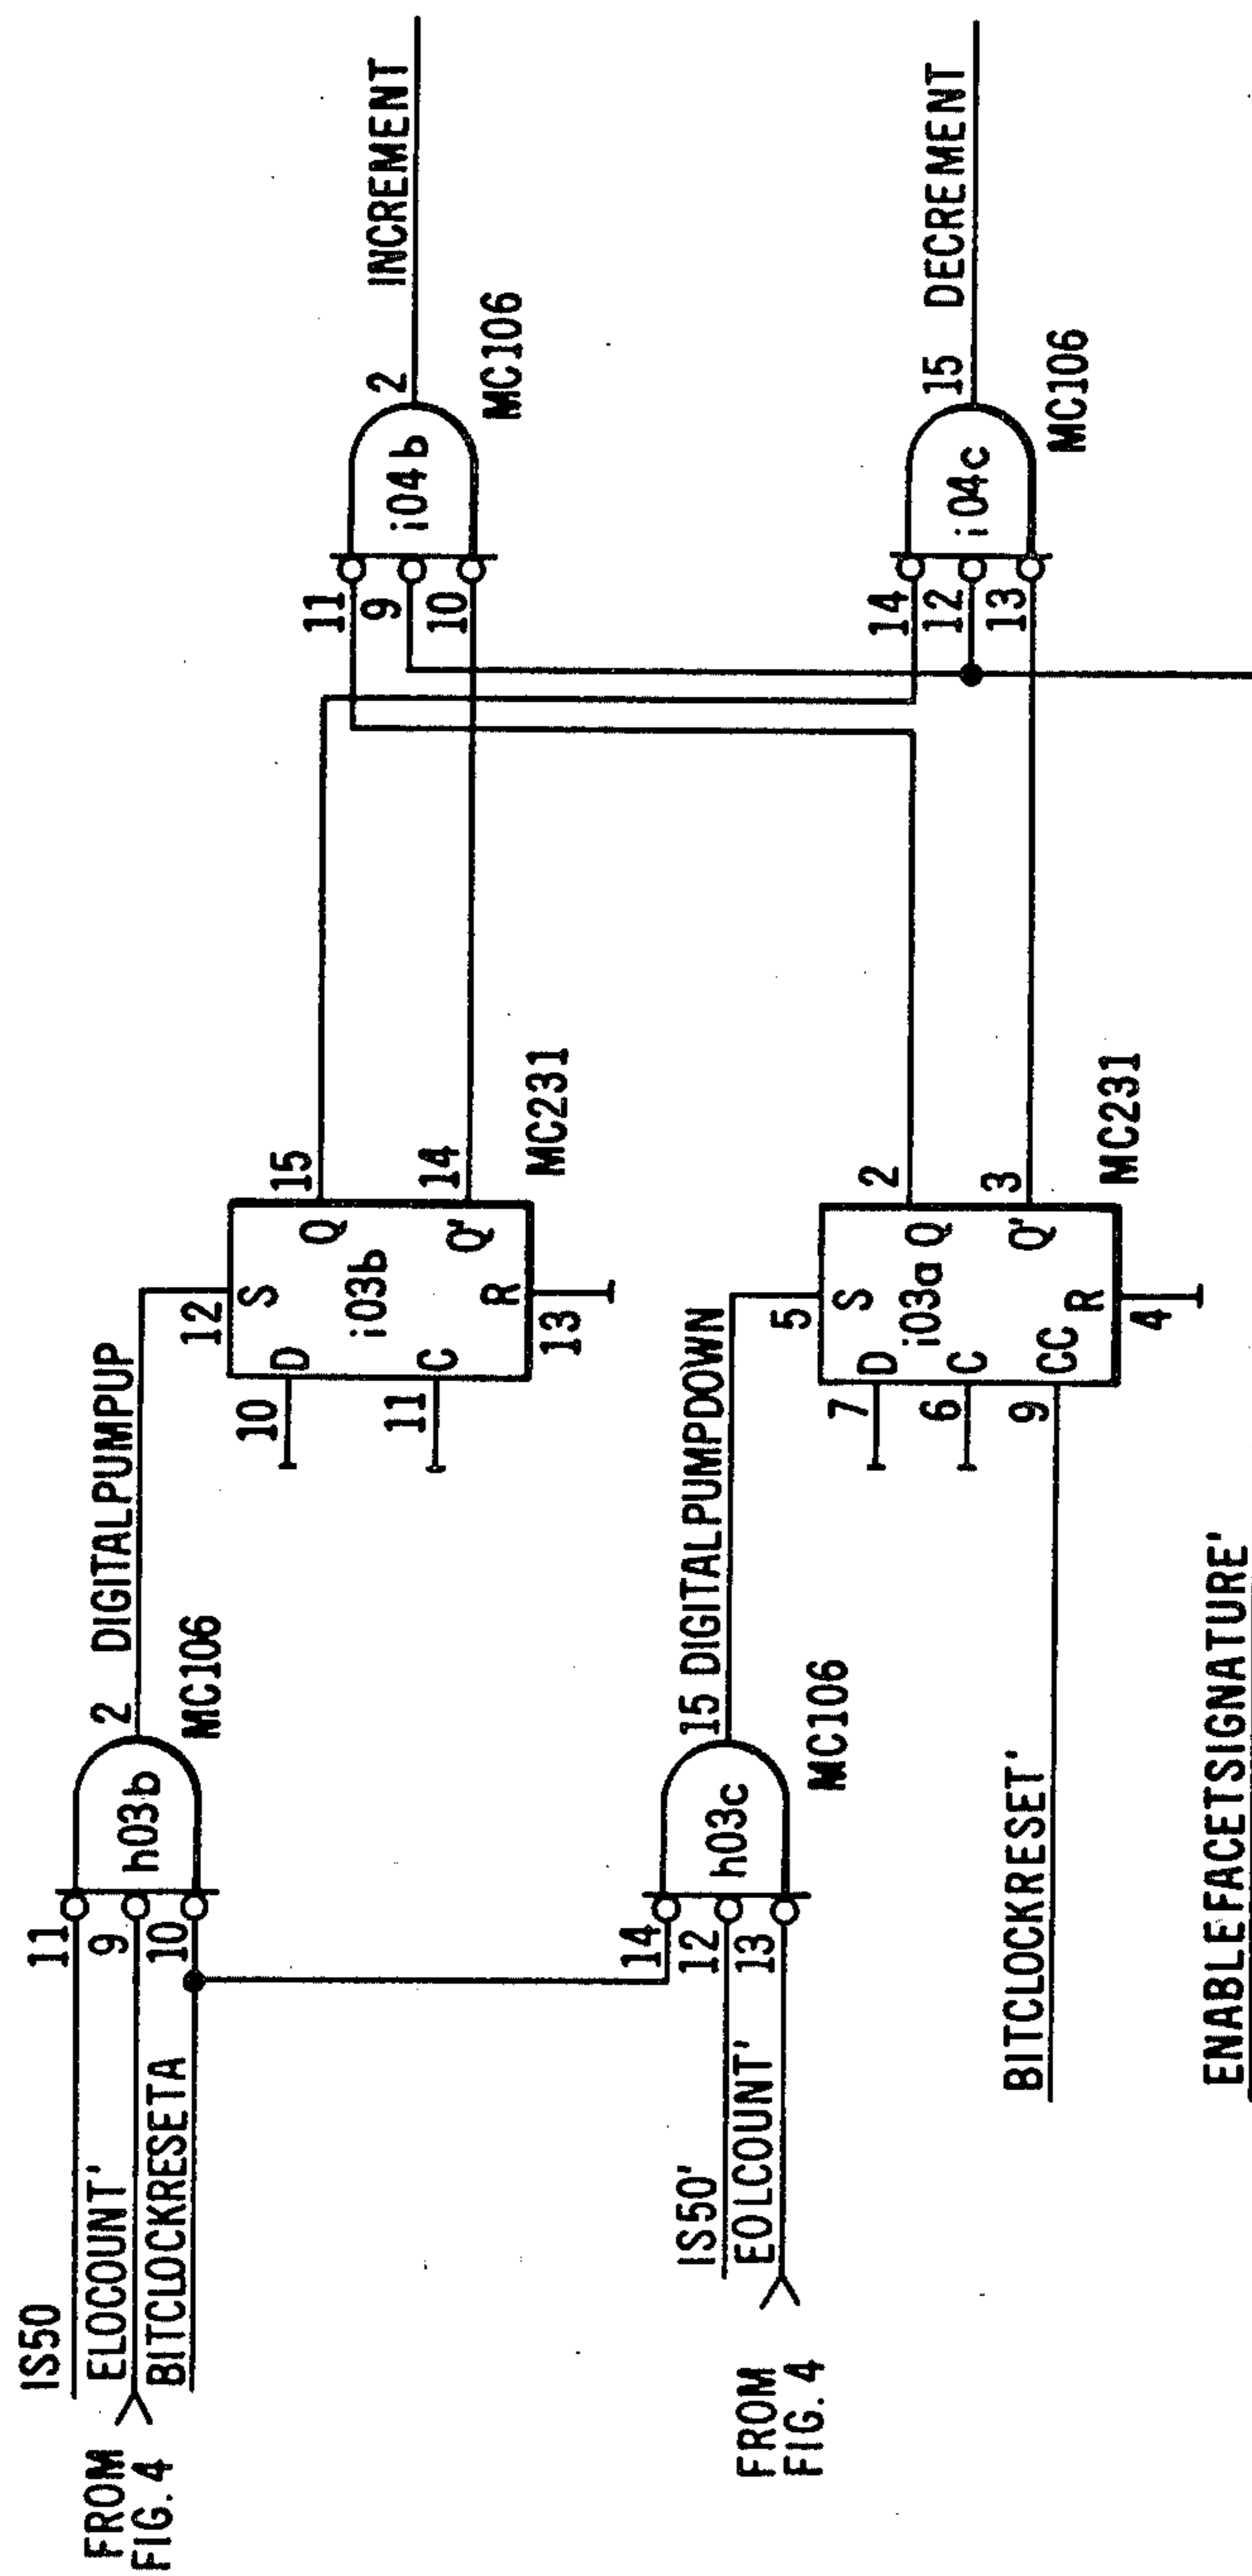 IS50
ELOCOUNT'
BITCLOCKRESETA
FROM
FIG. 4
11
9
10
h03b
2
MC106
DIGITALPUMPUP
12
S
D
10
i03b
C
11
R
13
Q
15
Q'
14
MC231
11
9
10
i04b
2
MC106
INCREMENT
IS50'
EOLCOUNT'
FROM
FIG. 4
14
12
13
h03c
15
MC106
DIGITALPUMPDOWN
5
S
D
7
i03a
C
6
CC
9
R
4
Q
2
Q'
3
MC231
14
12
13
i04c
15
MC106
DECREMENT
BITCLOCKRESET'
ENABLEFACETSIGNATURE'